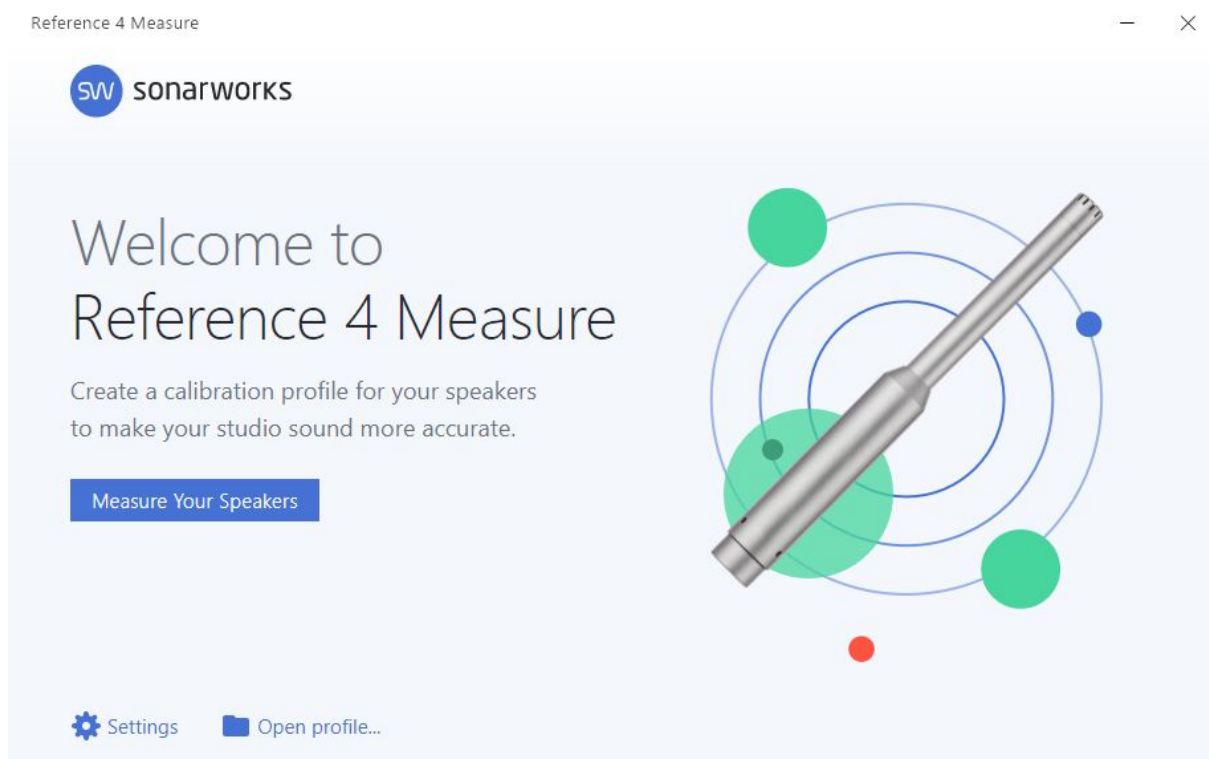 Reference 4 Measure
SW sonarworks
Welcome to
Reference 4 Measure
Create a calibration profile for your speakers
to make your studio sound more accurate.
Measure Your Speakers
Settings
Open profile...